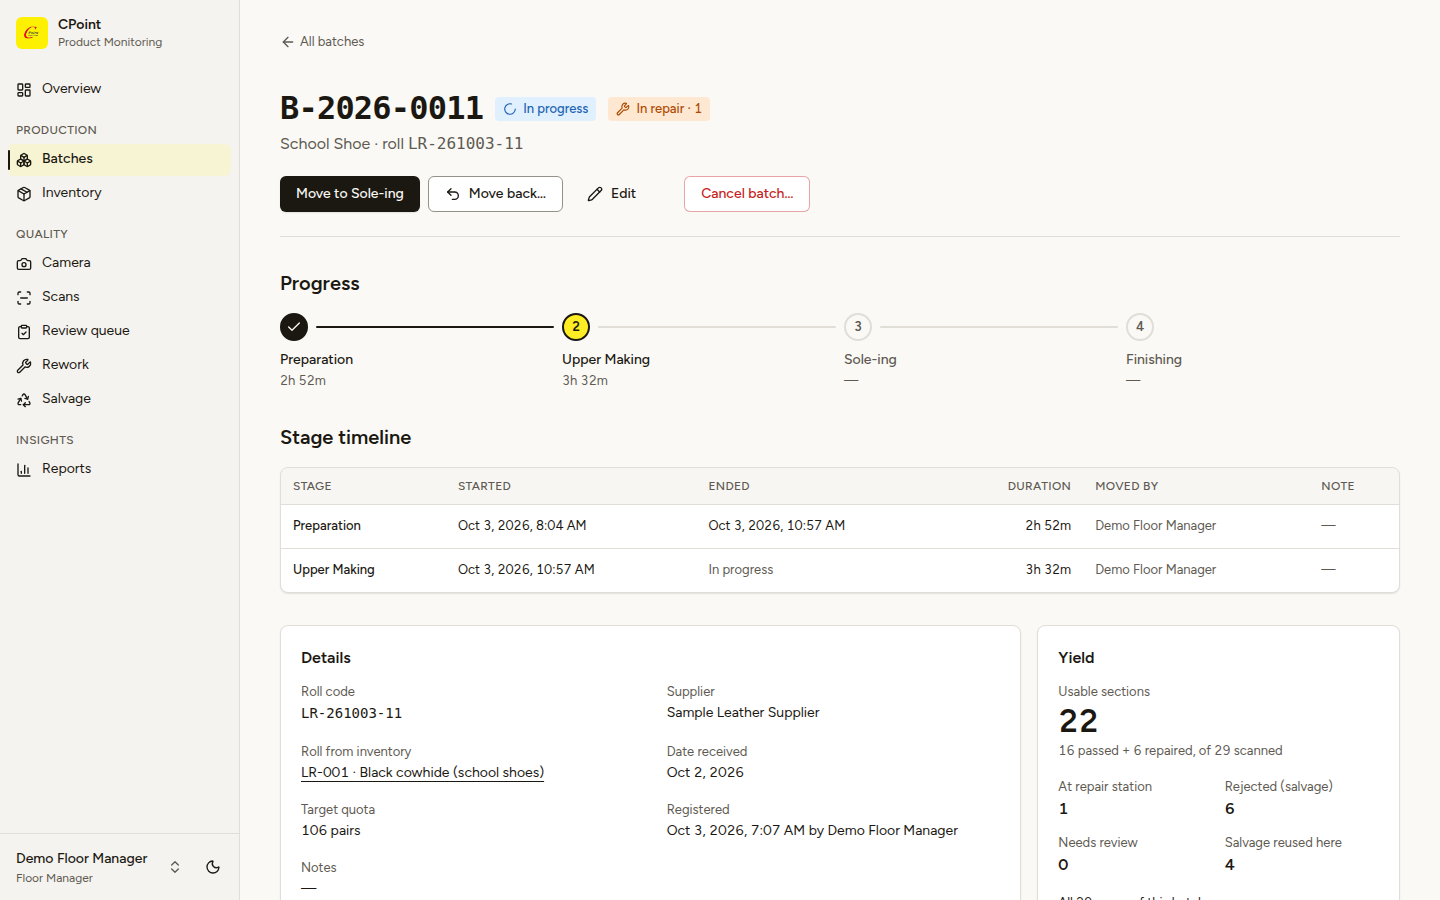 CPoint
Product Monitoring
Overview
PRODUCTION
Batches
Inventory
QUALITY
Camera
Scans
Review queue
Rework
Salvage
INSIGHTS
Reports
Demo Floor Manager
Floor Manager
All batches
B-2026-0011 In progress In repair · 1
School Shoe · roll LR-261003-11
Move to Sole-ing Move back... Edit Cancel batch...
Progress
2 3 4
Preparation Upper Making Sole-ing Finishing
2h 52m 3h 32m — —
Stage timeline
STAGE STARTED ENDED DURATION MOVED BY NOTE
Preparation Oct 3, 2026, 8:04 AM Oct 3, 2026, 10:57 AM 2h 52m Demo Floor Manager —
Upper Making Oct 3, 2026, 10:57 AM In progress 3h 32m Demo Floor Manager —
Details
Roll code Supplier
LR-261003-11 Sample Leather Supplier
Roll from inventory Date received
LR-001 · Black cowhide (school shoes) Oct 2, 2026
Target quota Registered
106 pairs Oct 3, 2026, 7:07 AM by Demo Floor Manager
Notes
—
Yield
Usable sections
22
16 passed + 6 repaired, of 29 scanned
At repair station Rejected (salvage)
1 6
Needs review Salvage reused here
0 4